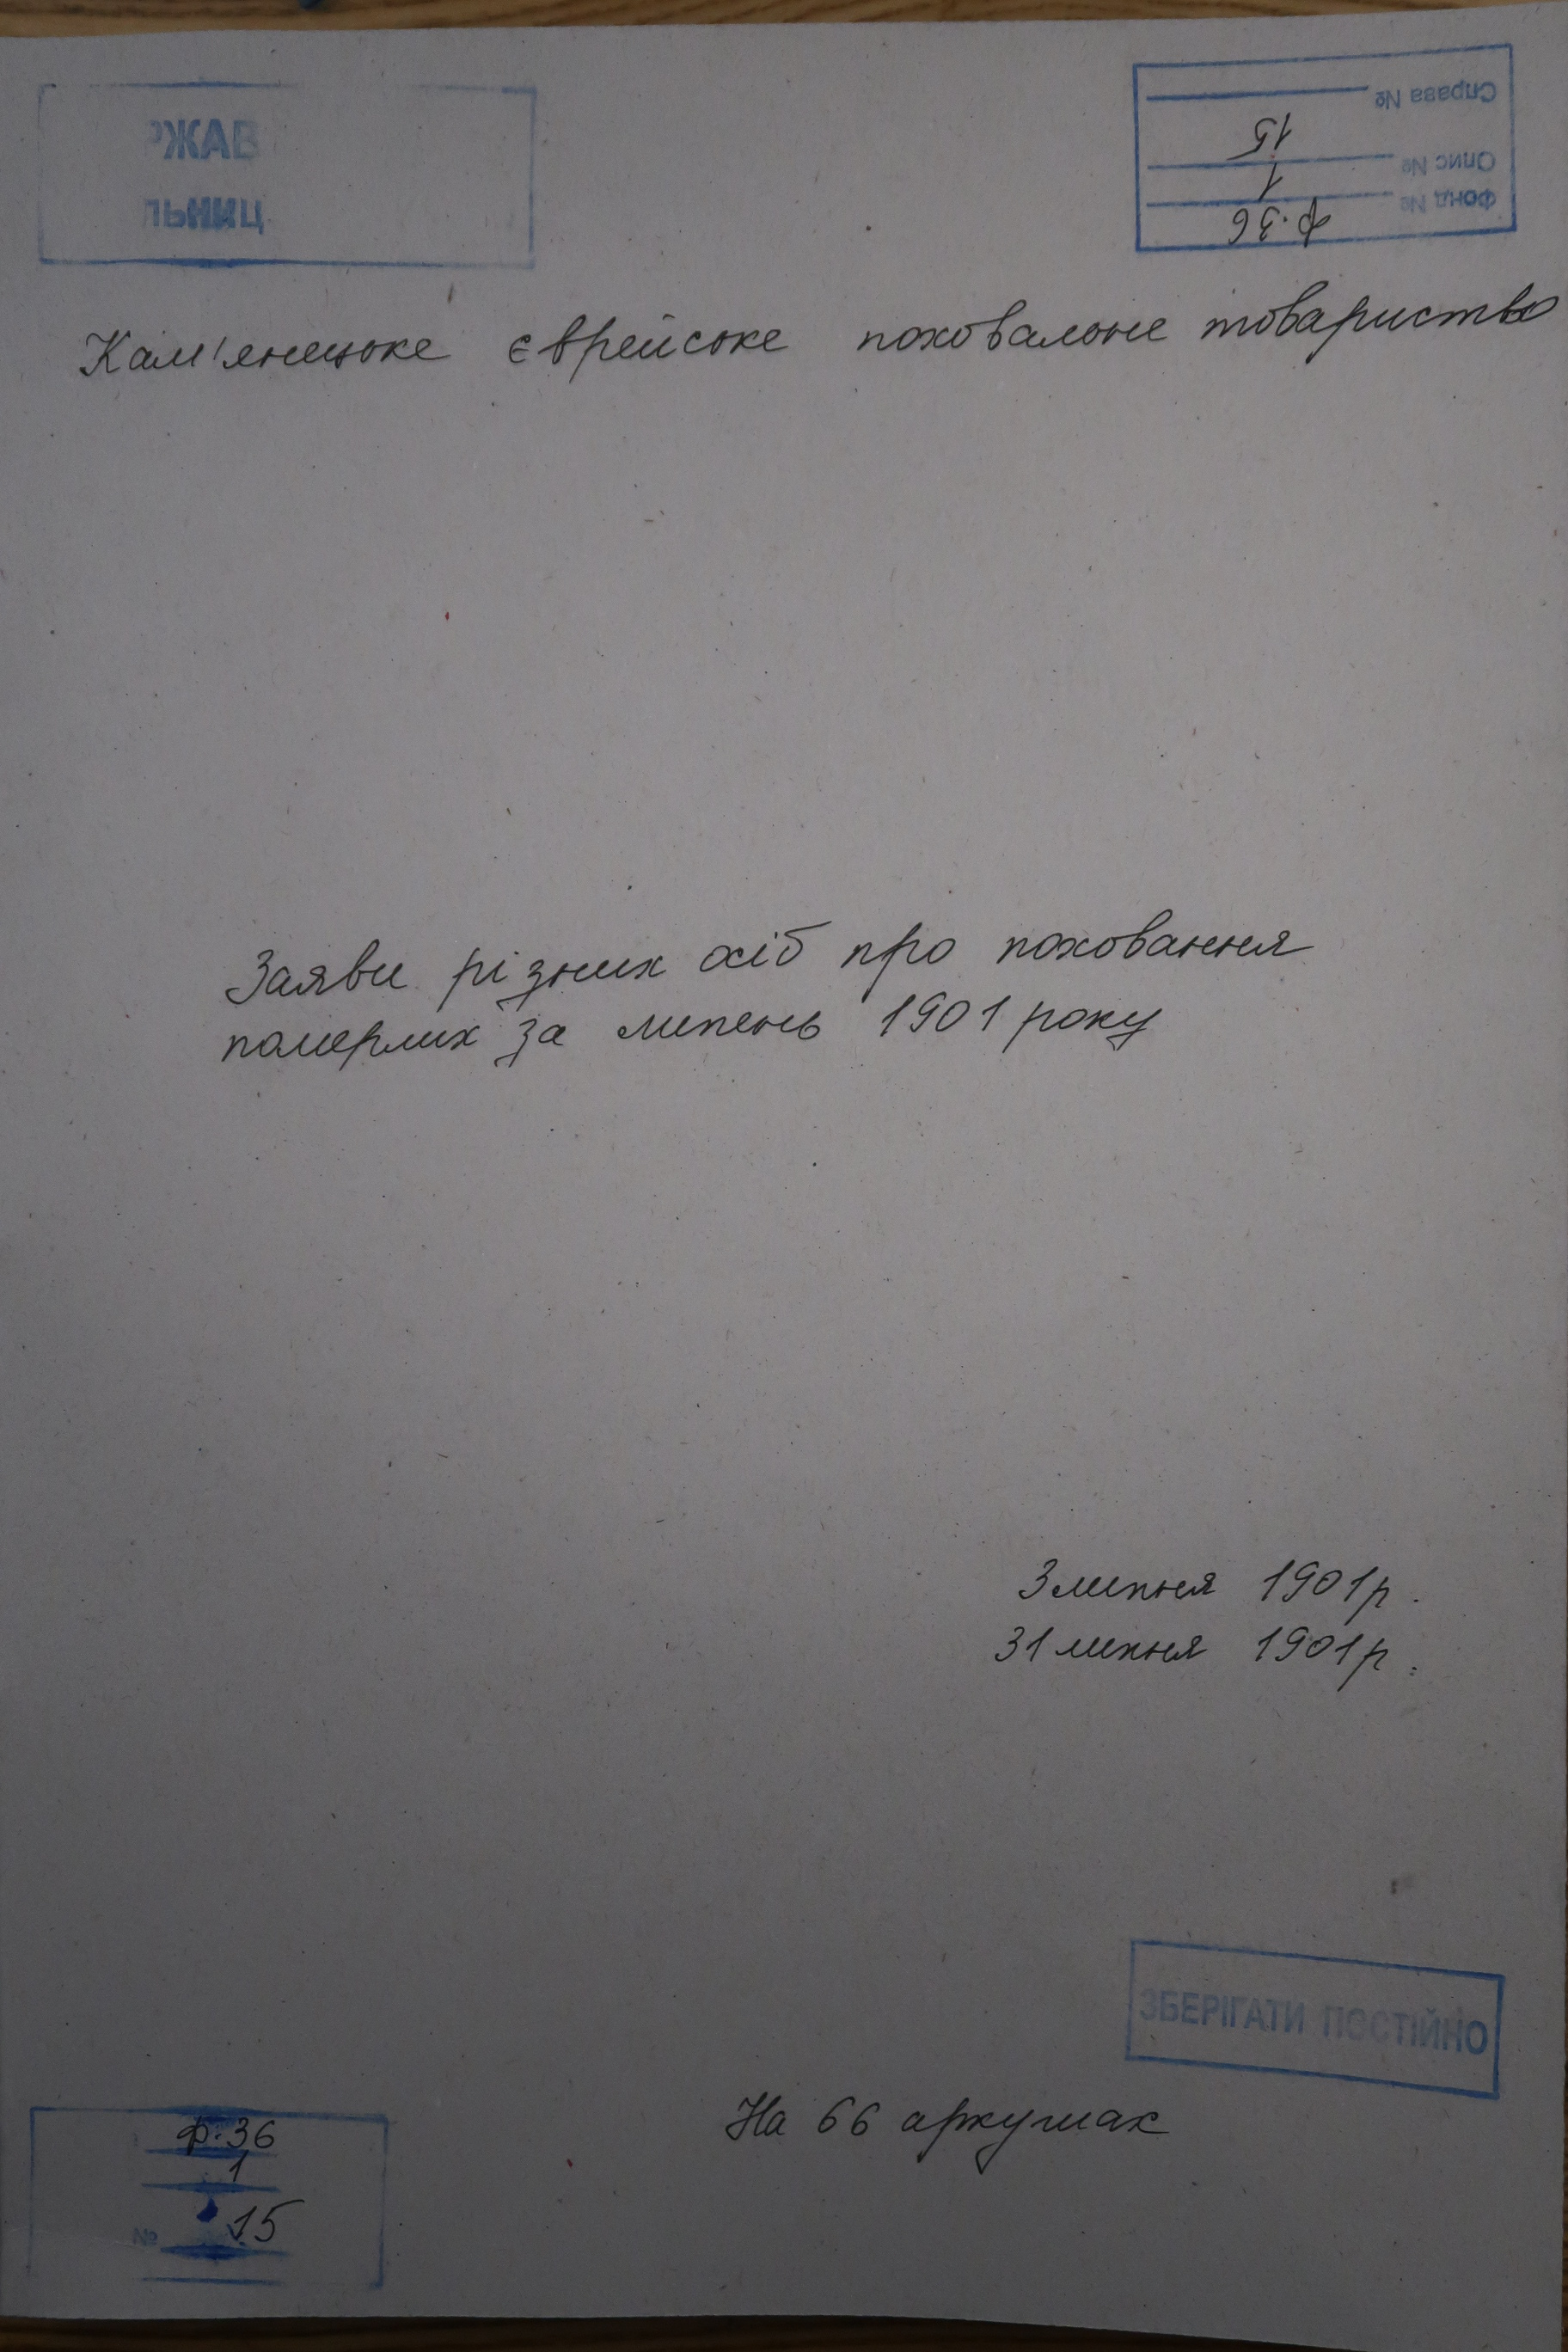 РЖАВ
ЛЬНИЦ
Фонд № ф. 36
Опис № 1
15
Справа №
Кам'янецьке єврейське поховальне товариство
Заяви різних осіб про поховання
померлих за липень 1901 року
3 липня 1901 р.
31 липня 1901 р.
ЗБЕРІГАТИ ПОСТІЙНО
На 66 аркушах
ф. 36
1
№ 15